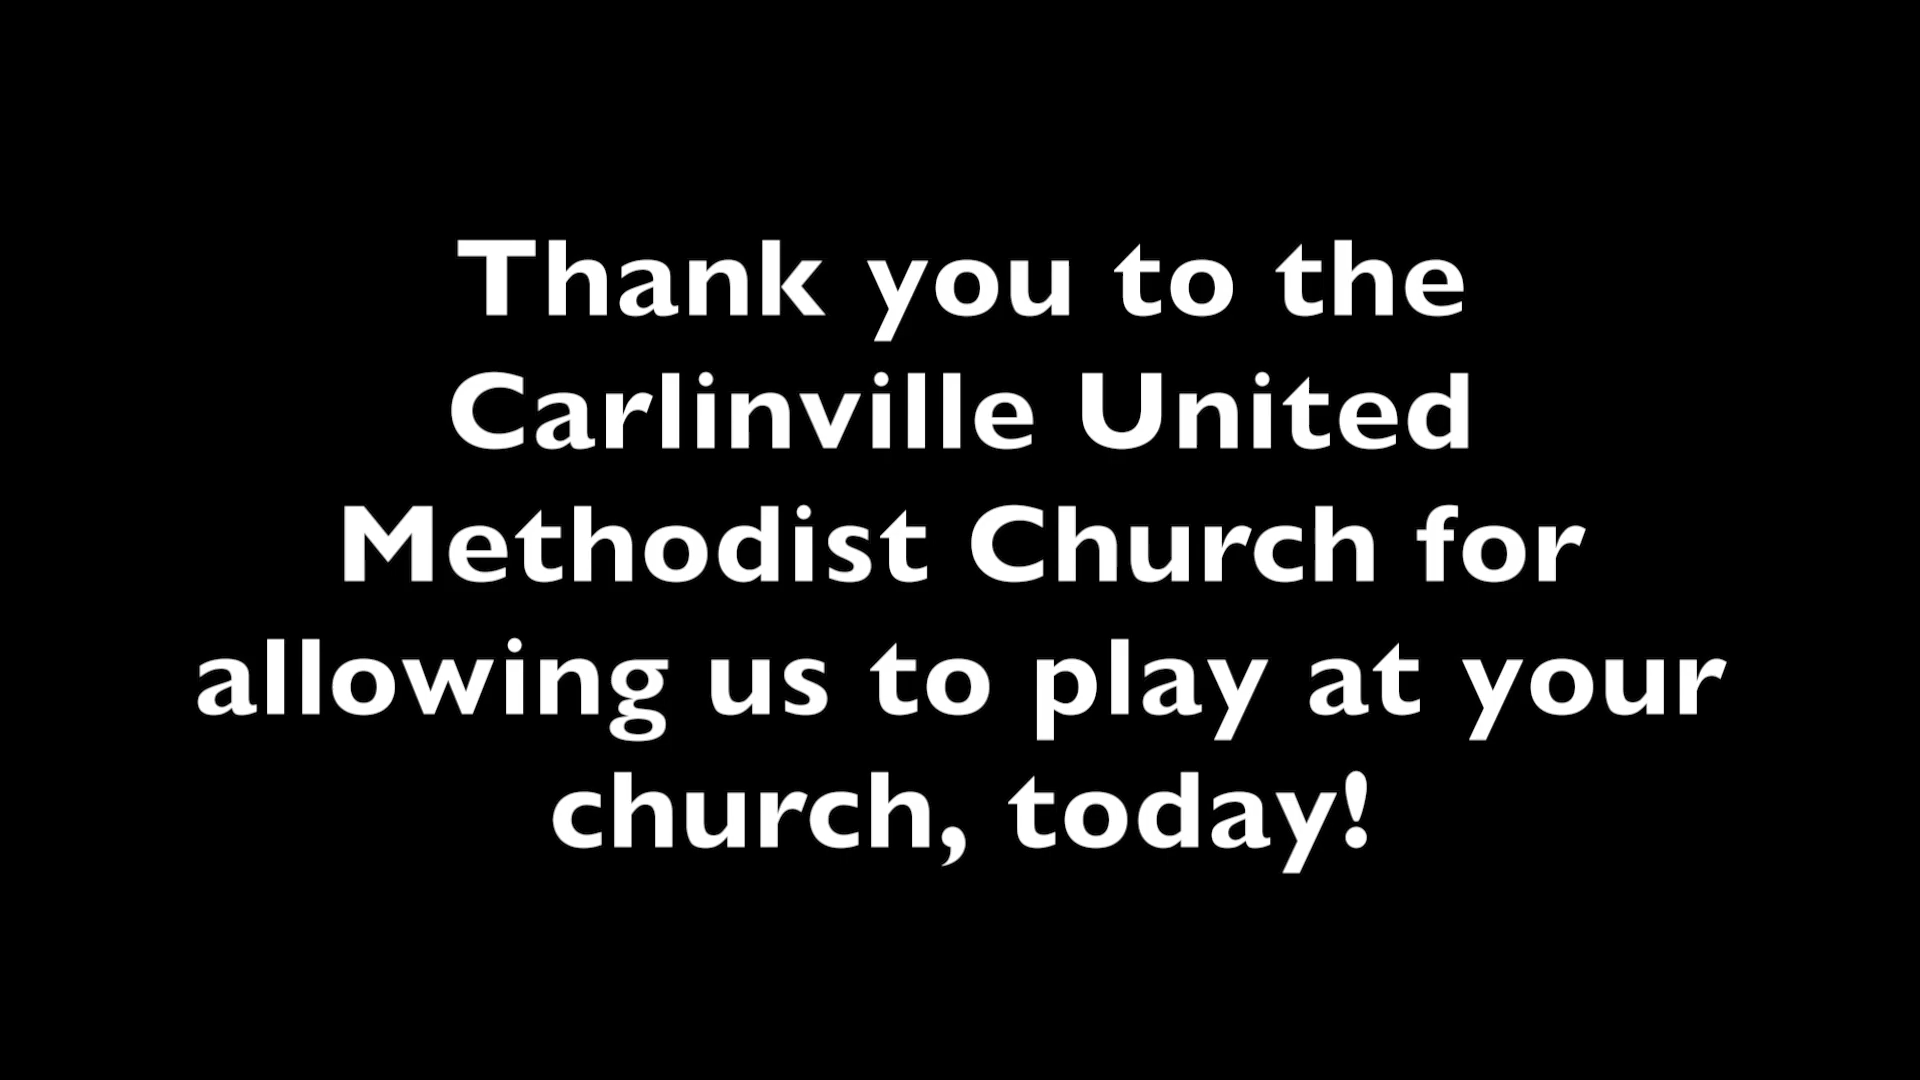 Thank you to the
Carlinville United
Methodist Church for
allowing us to play at your
church, today!